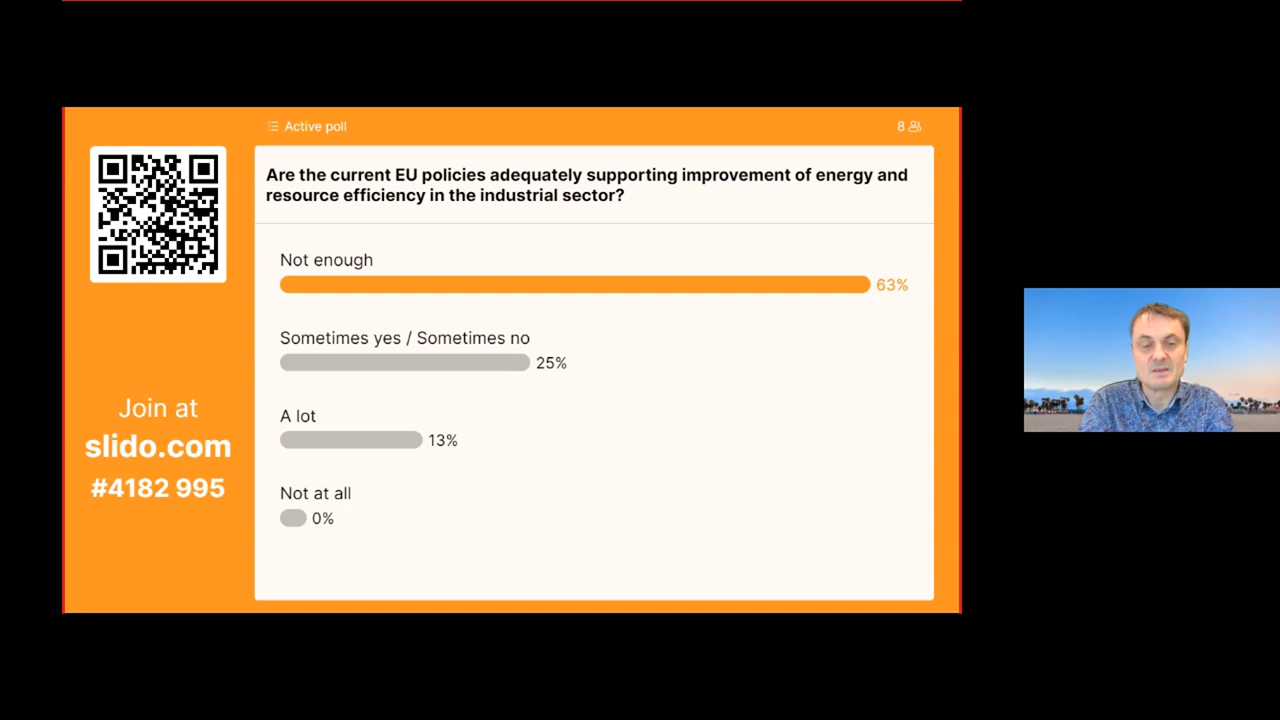 Active poll
8
Are the current EU policies adequately supporting improvement of energy and
resource efficiency in the industrial sector?
Not enough
63%
Sometimes yes / Sometimes no
25%
A lot
13%
Not at all
0%
Join at
slido.com
#4182 995